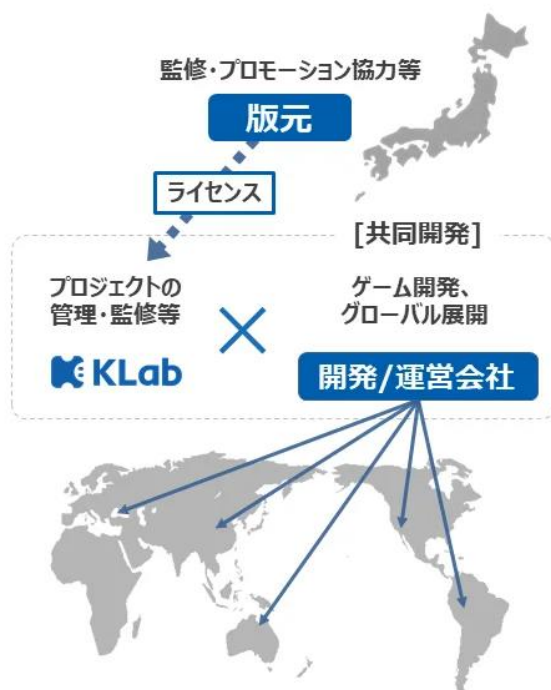 監修・プロモーション協力等
版元
ライセンス
[共同開発]
プロジェクトの
管理・監修等
KLab
×
ゲーム開発、
グローバル展開
開発/運営会社